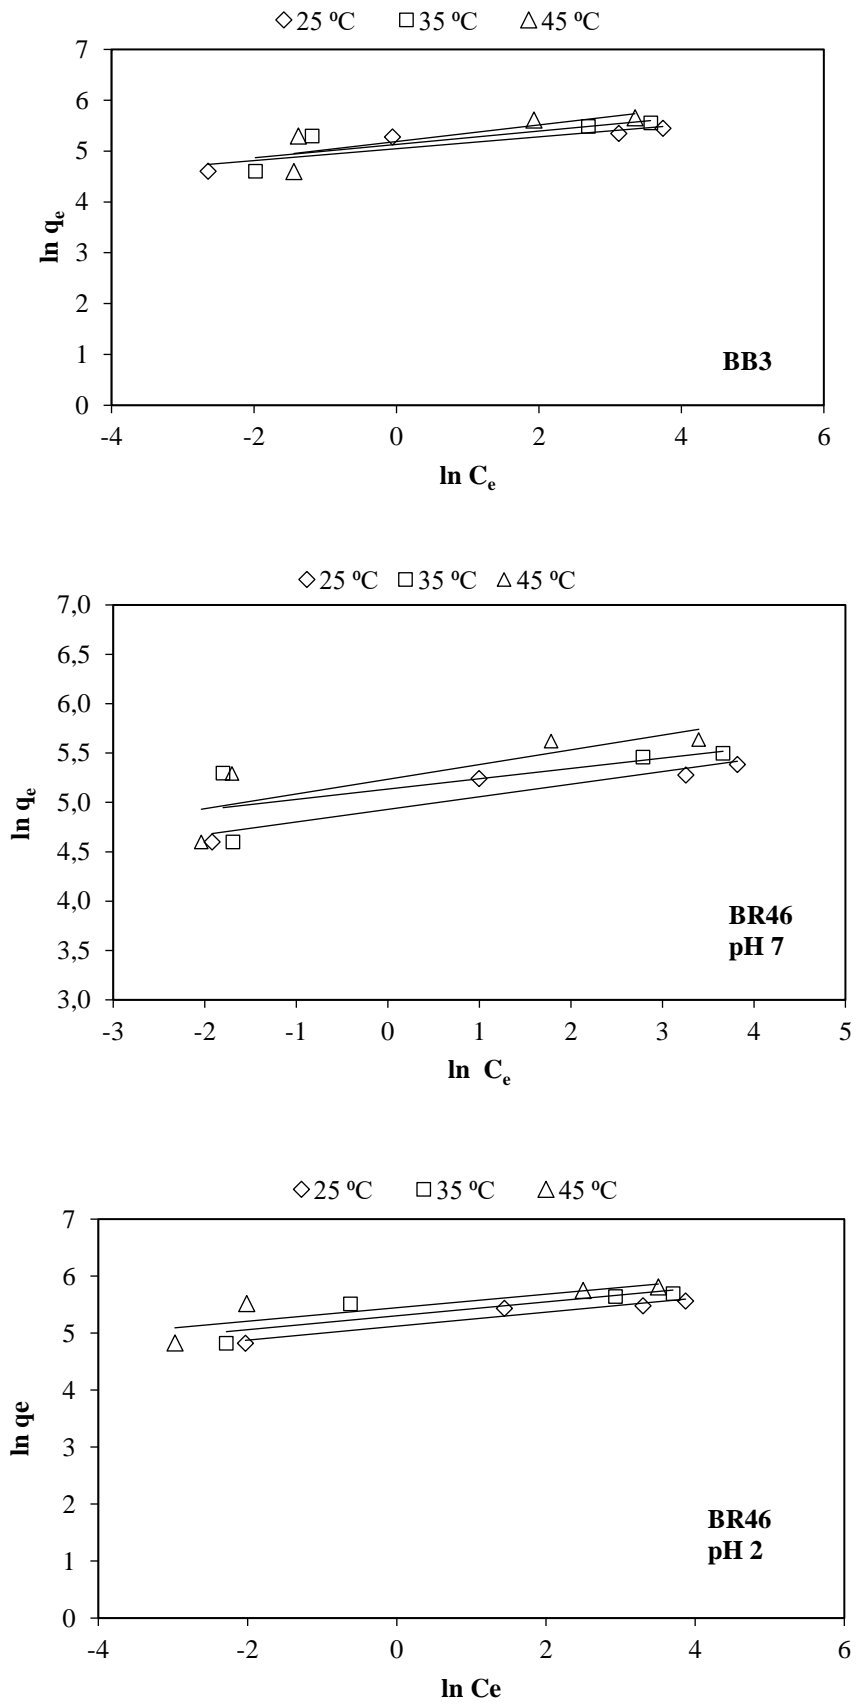 25 ºC 35 ºC 45 ºC
7
6
5
4
3
2
1
0
ln qe
BB3
-4 -2 0 2 4 6
ln Ce
25 ºC 35 ºC 45 ºC
7,0
6,5
6,0
5,5
5,0
4,5
4,0
3,5
3,0
ln qe
BR46
pH 7
-3 -2 -1 0 1 2 3 4 5
ln Ce
25 ºC 35 ºC 45 ºC
7
6
5
4
3
2
1
0
ln qe
BR46
pH 2
-4 -2 0 2 4 6
ln Ce